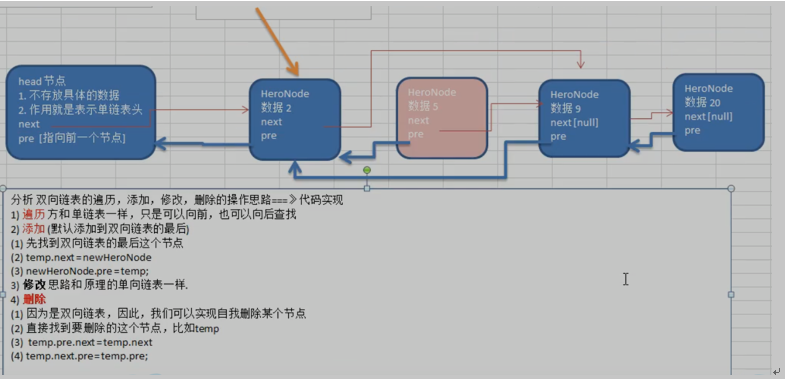 head 节点
1. 不存放具体的数据
2. 作用就是表示单链表头
next
pre [指向前一个节点]
HeroNode
数据 2
next
pre
HeroNode
数据 5
next
pre
HeroNode
数据 9
next [null]
pre
HeroNode
数据 20
next [null]
pre
分析 双向链表的遍历，添加，修改，删除的操作思路===》代码实现
1) 遍历 方和 单链表一样，只是可以向前，也可以向后查找
2) 添加 (默认添加到双向链表的最后)
(1) 先找到双向链表的最后这个节点
(2) temp.next = newHeroNode
(3) newHeroNode.pre = temp;
3) 修改 思路和 原理的单向链表一样.
4) 删除
(1) 因为是双向链表，因此，我们可以实现自我删除某个节点
(2) 直接找到要删除的这个节点，比如temp
(3) temp.pre.next = temp.next
(4) temp.next.pre = temp.pre;